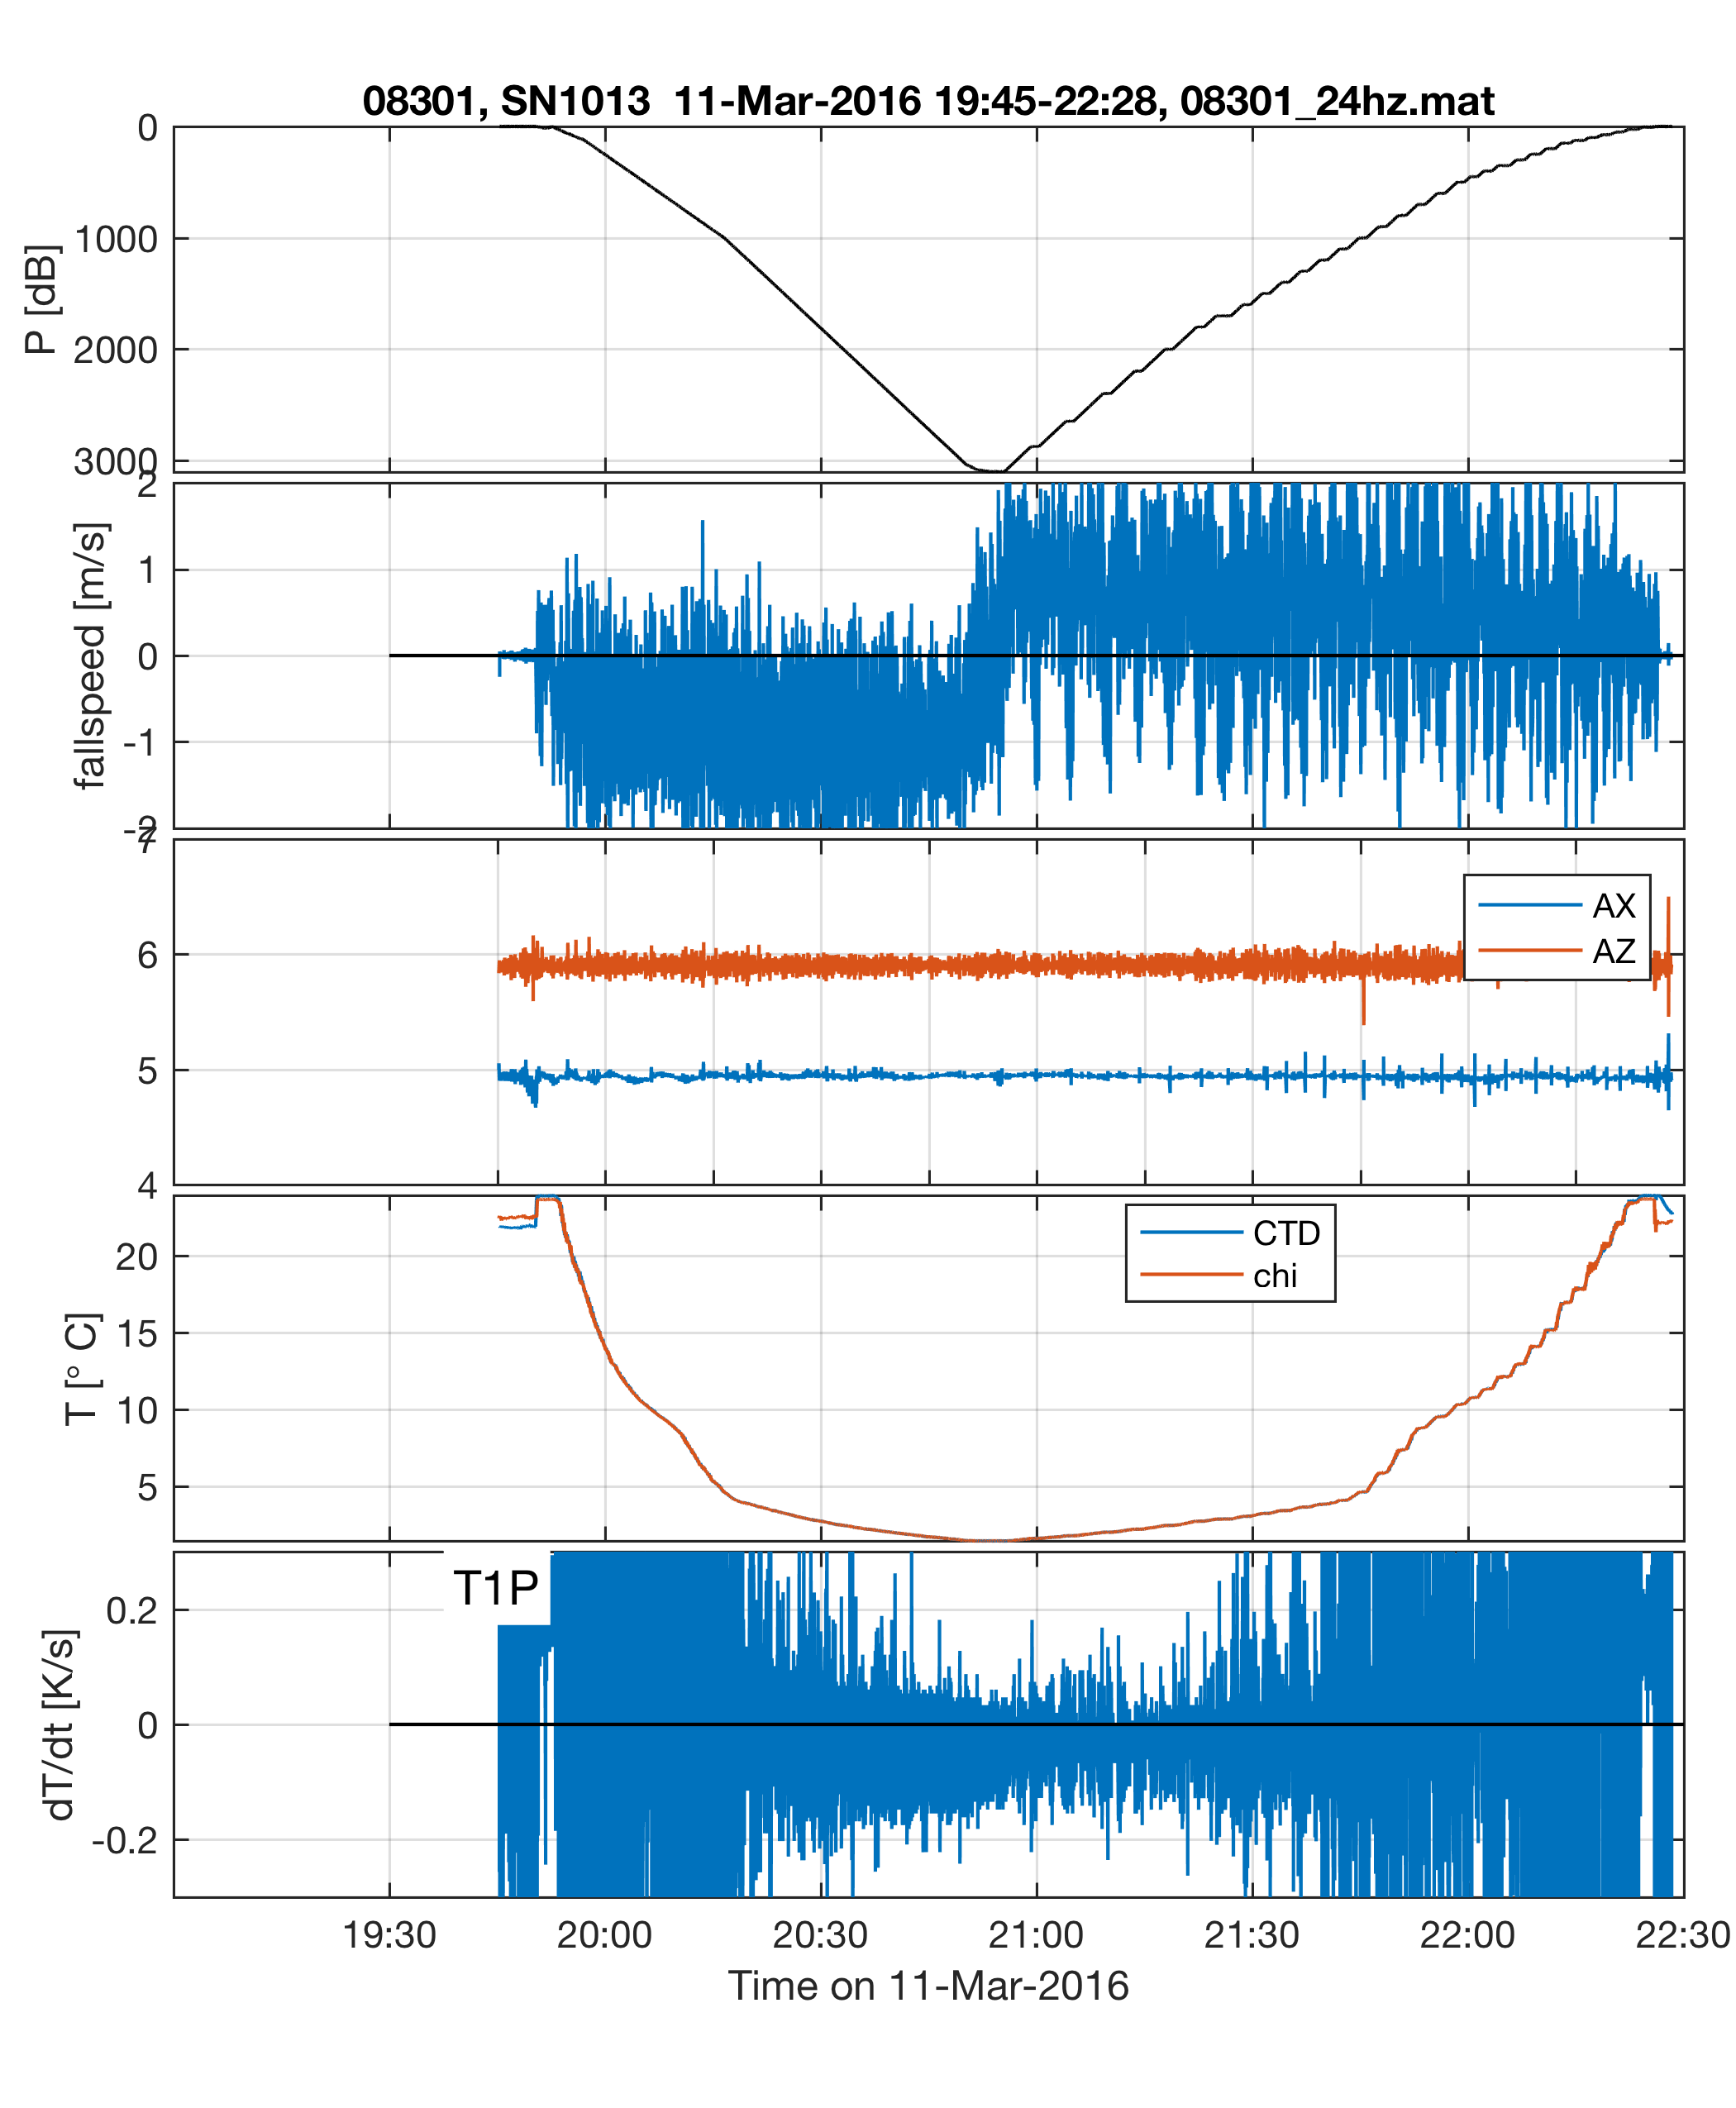 08301, SN1013  11-Mar-2016 19:45-22:28, 08301_24hz.mat
0
1000
2000
3000
P [dB]
2
1
0
-1
-2
fallspeed [m/s]
7
6
5
4
AX
AZ
20
15
10
5
T [° C]
CTD
chi
T1P
0.2
0
-0.2
dT/dt [K/s]
19:30
20:00
20:30
21:00
21:30
22:00
22:30
Time on 11-Mar-2016